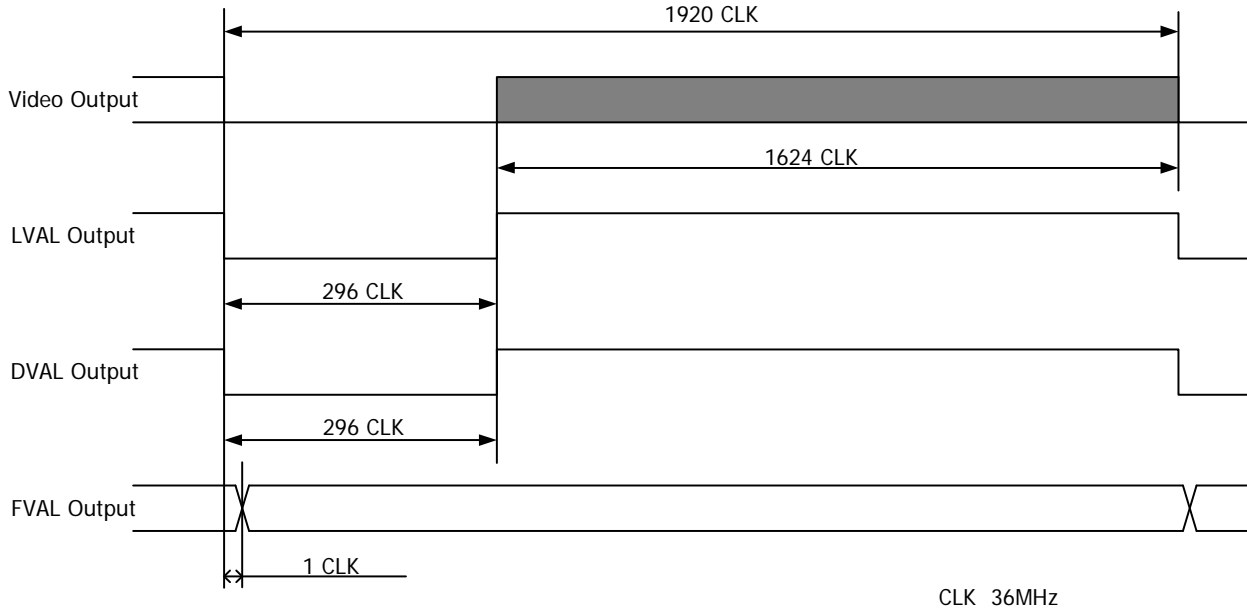 1920 CLK
Video Output
1624 CLK
LVAL Output
296 CLK
DVAL Output
296 CLK
FVAL Output
1 CLK
CLK 36MHz